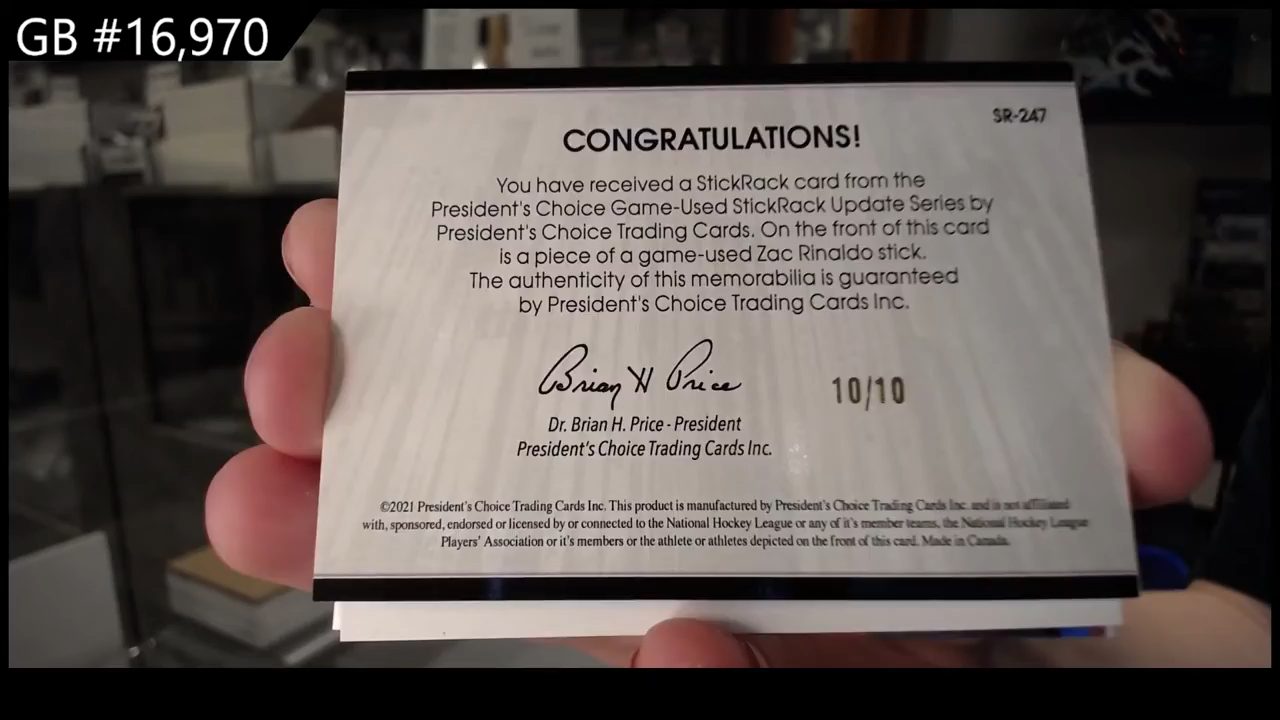 GB #16,970
SR-247
CONGRATULATIONS!
You have received a StickRack card from the
President's Choice Game-Used StickRack Update Series by
President's Choice Trading Cards. On the front of this card
is a piece of a game-used Zac Rinaldo stick.
The authenticity of this memorabilia is guaranteed
by President's Choice Trading Cards Inc.
Brian H Price
10/10
Dr. Brian H. Price - President
President's Choice Trading Cards Inc.
©2021 President's Choice Trading Cards Inc. This product is manufactured by President's Choice Trading Cards Inc. and is not affiliated
with, sponsored, endorsed or licensed by or connected to the National Hockey League or any of it's member teams, the National Hockey League
Players' Association or it's members or the athlete or athletes depicted on the front of this card. Made in Canada.